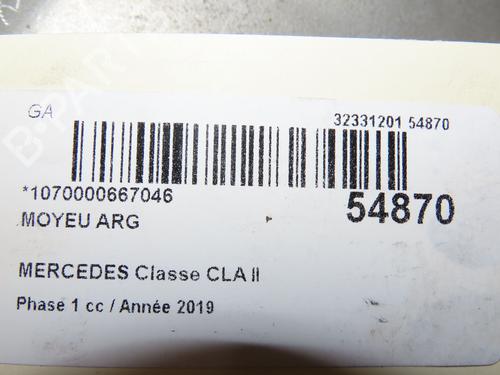 GA
32331201 54870
*1070000667046
54870
MOYEU ARG
MERCEDES Classe CLA II
Phase 1 cc / Année 2019